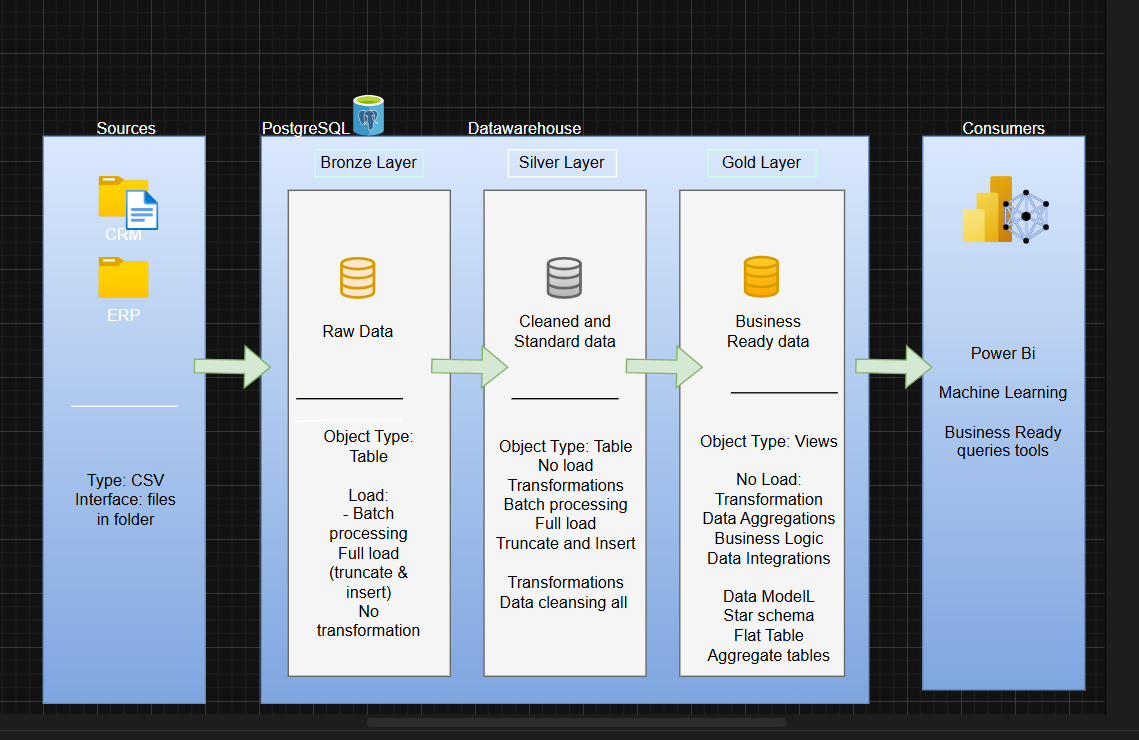 Sources
CRM
ERP
Type: CSV
Interface: files
in folder
PostgreSQL
Datawarehouse
Bronze Layer
Raw Data
Object Type:
Table
Load:
- Batch
processing
Full load
(truncate &
insert)
No
transformation
Silver Layer
Cleaned and
Standard data
Object Type: Table
No load
Transformations
Batch processing
Full load
Truncate and Insert
Transformations
Data cleansing all
Gold Layer
Business
Ready data
Object Type: Views
No Load:
Transformation
Data Aggregations
Business Logic
Data Integrations
Data ModelL
Star schema
Flat Table
Aggregate tables
Consumers
Power Bi
Machine Learning
Business Ready
queries tools